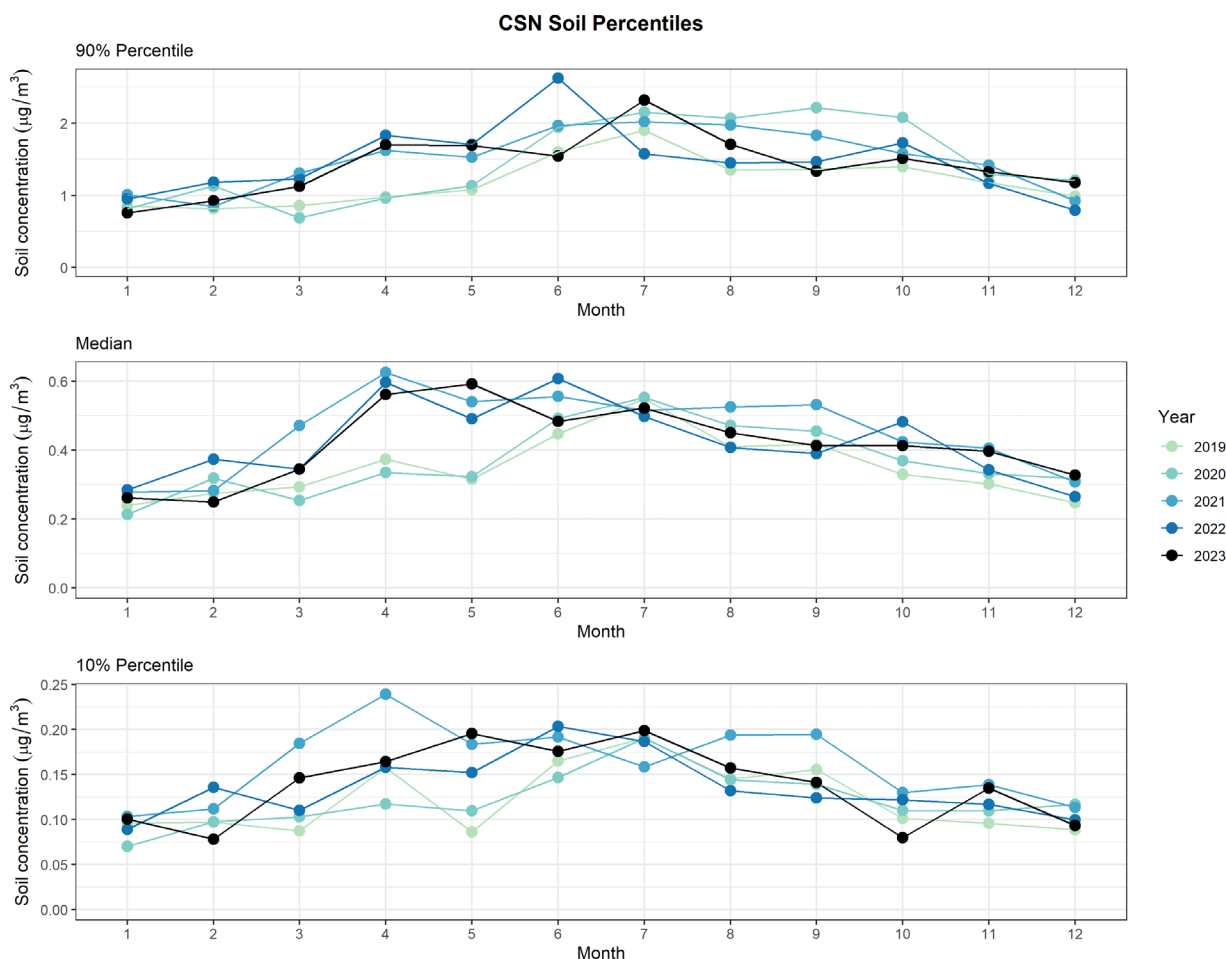 CSN Soil Percentiles
90% Percentile
Soil concentration (μg/m³)
2
1
0
1 2 3 4 5 6 7 8 9 10 11 12
Month
Median
Soil concentration (μg/m³)
0.6
0.4
0.2
0.0
1 2 3 4 5 6 7 8 9 10 11 12
Month
Year
2019
2020
2021
2022
2023
10% Percentile
Soil concentration (μg/m³)
0.25
0.20
0.15
0.10
0.05
0.00
1 2 3 4 5 6 7 8 9 10 11 12
Month